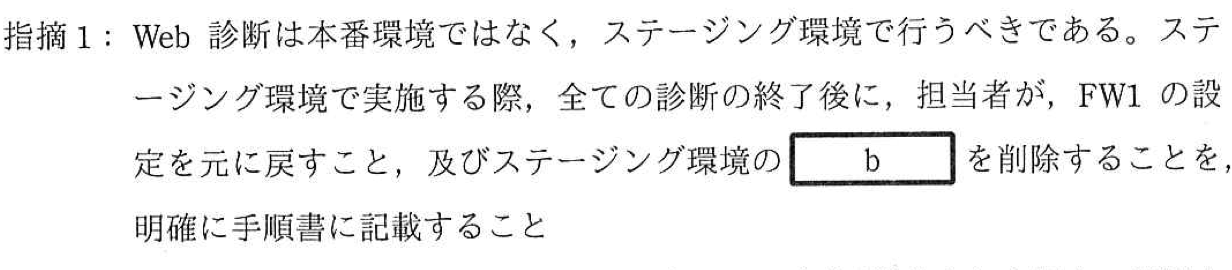 指摘1:Web 診断は本番環境ではなく，ステージング環境で行うべきである。ステ
ージング環境で実施する際，全ての診断の終了後に，担当者が，FW1 の設
定を元に戻すこと，及びステージング環境の b を削除することを，
明確に手順書に記載すること